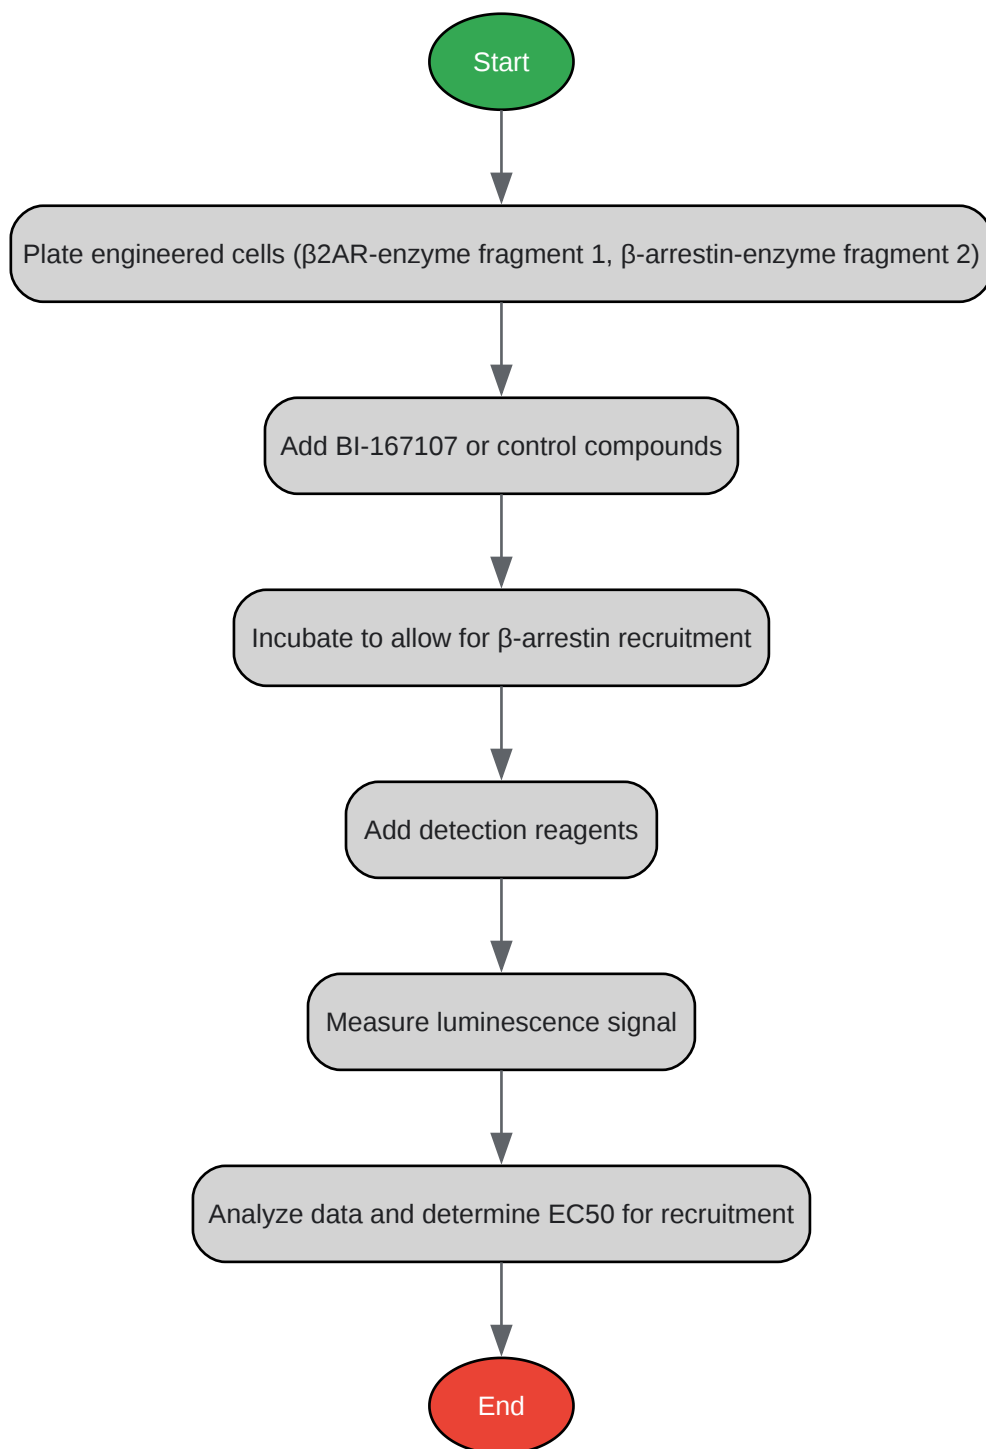 Start
Plate engineered cells (β2AR-enzyme fragment 1, β-arrestin-enzyme fragment 2)
Add BI-167107 or control compounds
Incubate to allow for β-arrestin recruitment
Add detection reagents
Measure luminescence signal
Analyze data and determine EC50 for recruitment
End